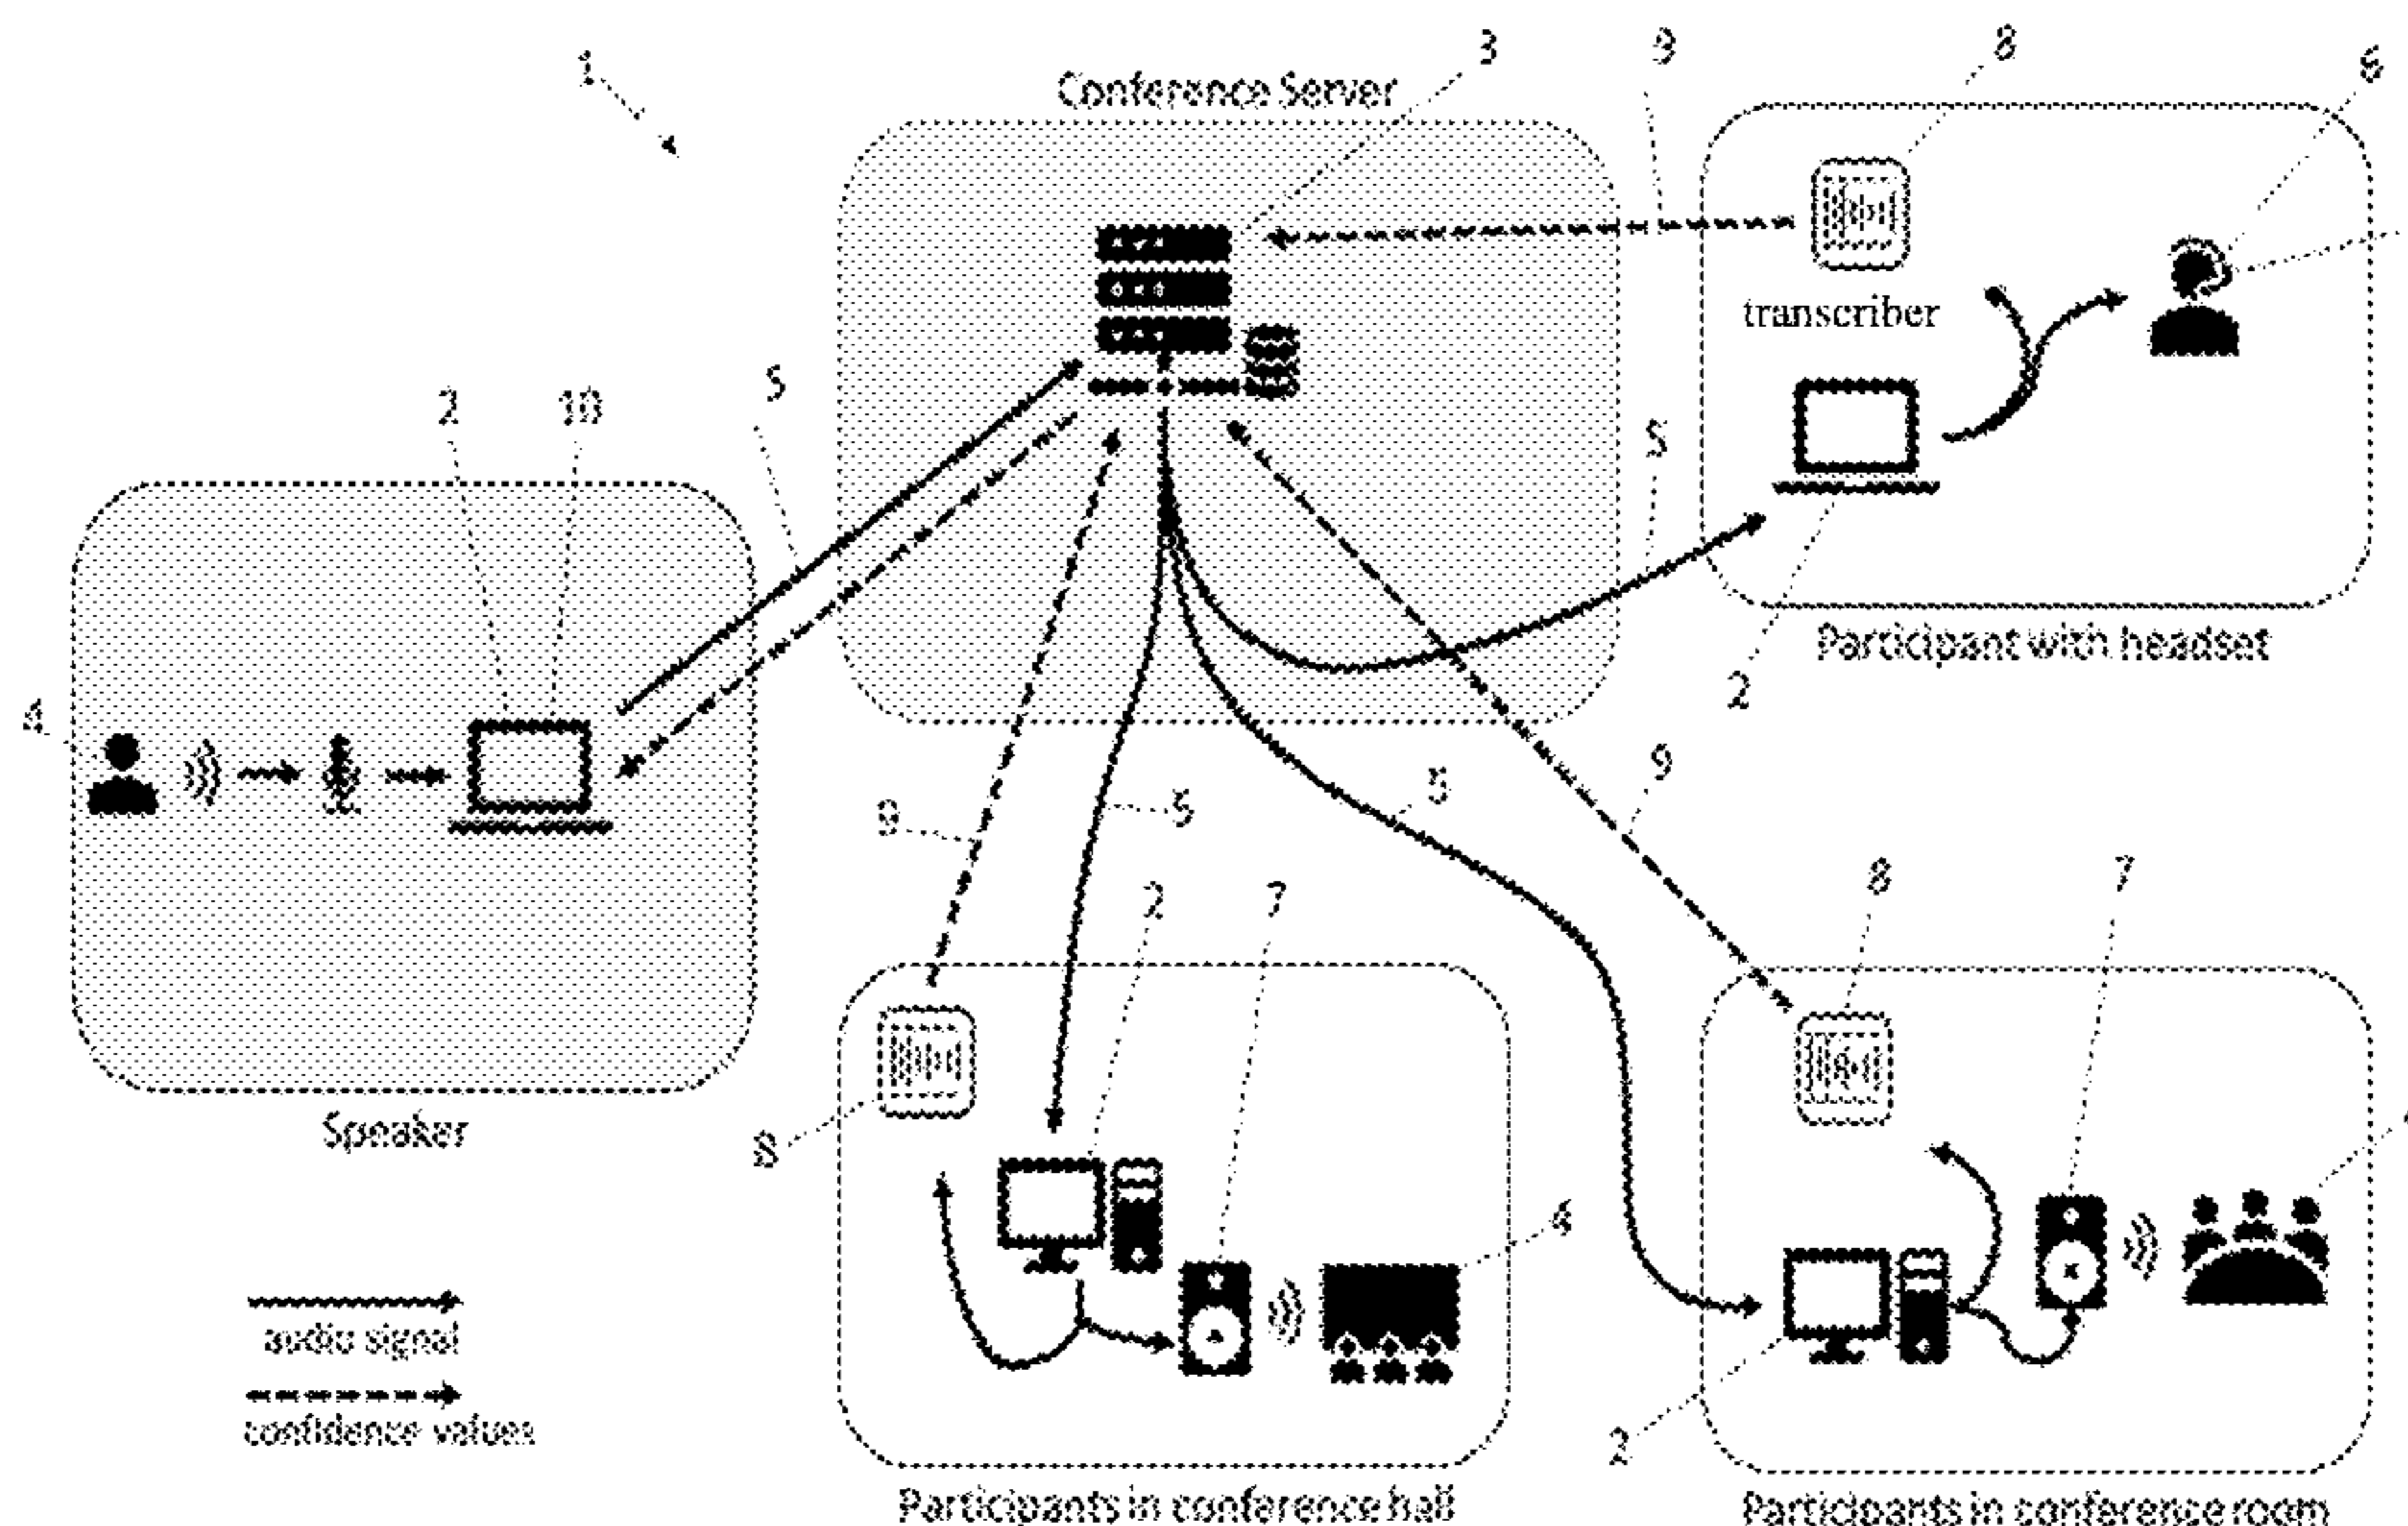 1
Conference Server
3
9
8
6
transcriber
5
2
10
5
Participant with headset
2
4
9
5
5
9
2
7
8
7
Speaker
8
4
audio signal
confidence values
2
Participants in conference hall
Participants in conference room